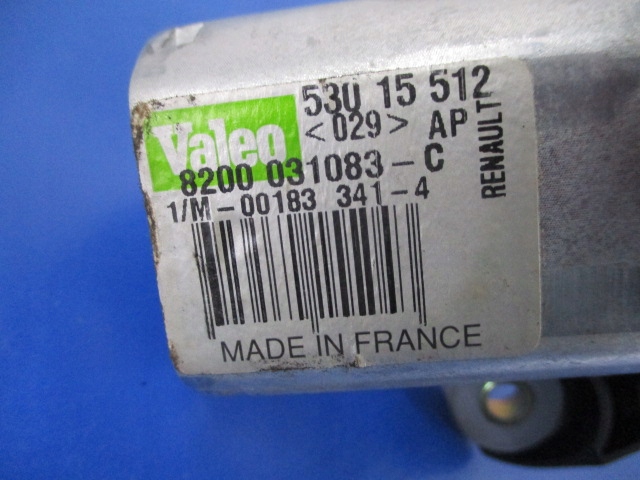 530 15 512
Valeo
<029> AP
RENAULT
8200 031083-C
1/M-00183 341-4
MADE IN FRANCE